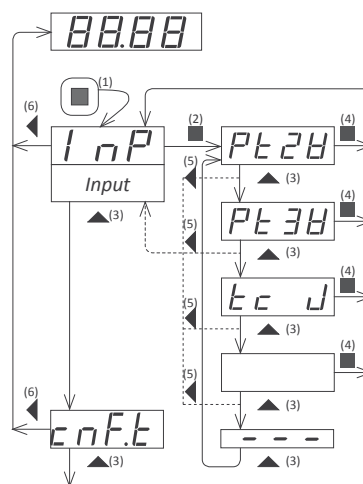 88.88
(1)
(6)
InP
(2)
Pt2W
(4)
Input
(5)
(3)
(3)
Pt3W
(4)
(5)
(3)
tc J
(4)
(5)
(3)
(4)
(5)
(6)
(3)
cnF.t
- - -
(3)
(3)